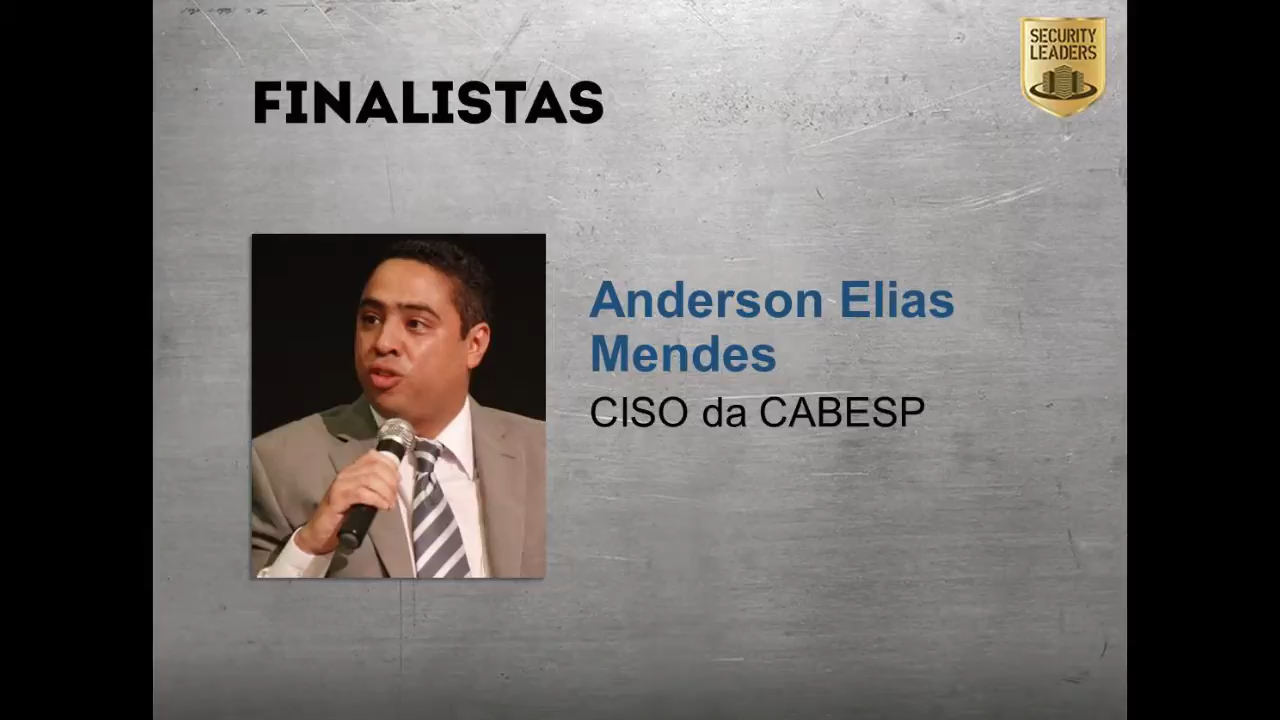 SECURITY
LEADERS
FINALISTAS
Anderson Elias
Mendes
CISO da CABESP